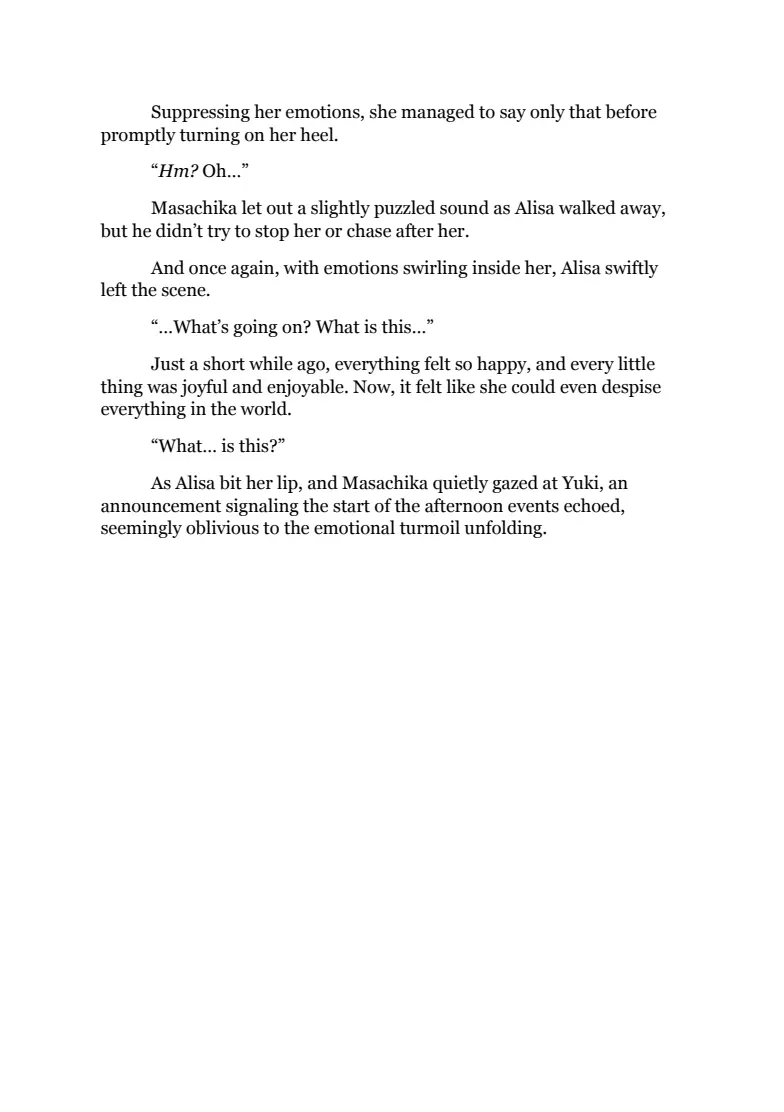 Suppressing her emotions, she managed to say only that before
promptly turning on her heel.
“Hm? Oh…”
Masachika let out a slightly puzzled sound as Alisa walked away,
but he didn’t try to stop her or chase after her.
And once again, with emotions swirling inside her, Alisa swiftly
left the scene.
“…What’s going on? What is this…”
Just a short while ago, everything felt so happy, and every little
thing was joyful and enjoyable. Now, it felt like she could even despise
everything in the world.
“What… is this?”
As Alisa bit her lip, and Masachika quietly gazed at Yuki, an
announcement signaling the start of the afternoon events echoed,
seemingly oblivious to the emotional turmoil unfolding.